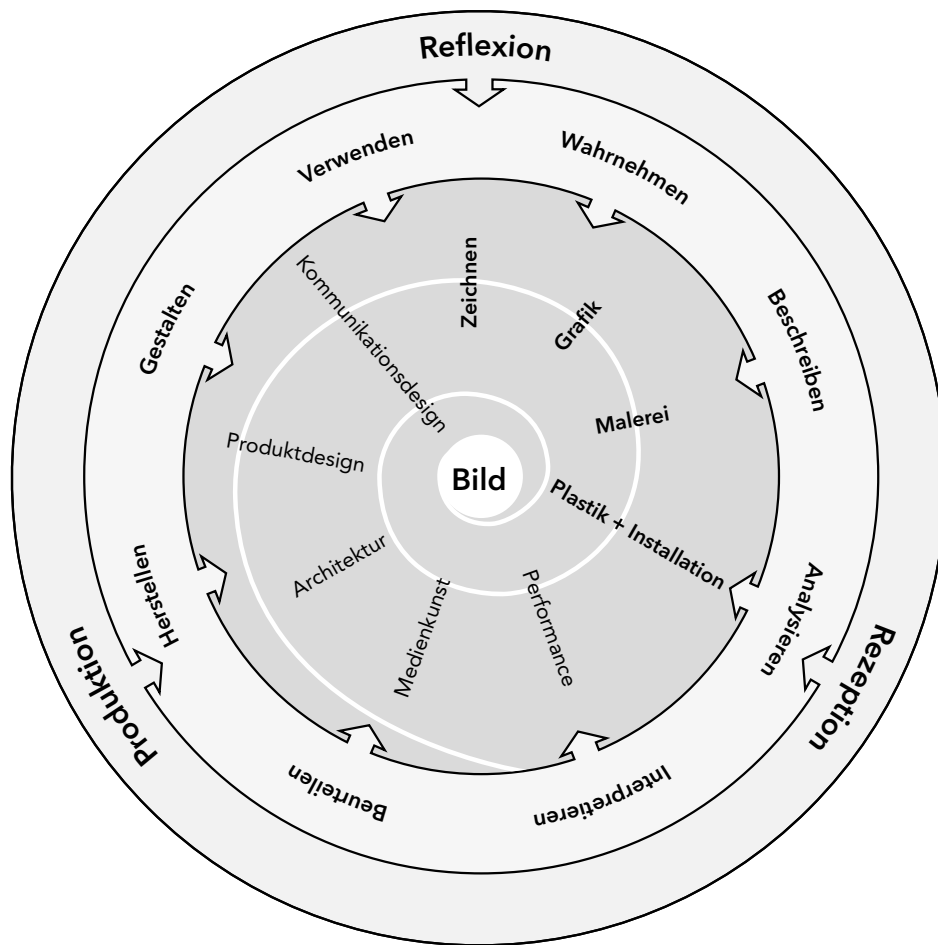 Reflexion
Rezeption
Produktion
Wahrnehmen
Beschreiben
Analysieren
Interpretieren
Beurteilen
Herstellen
Gestalten
Verwenden
Zeichnen
Grafik
Malerei
Plastik + Installation
Performance
Medienkunst
Architektur
Produktdesign
Kommunikationsdesign
Bild